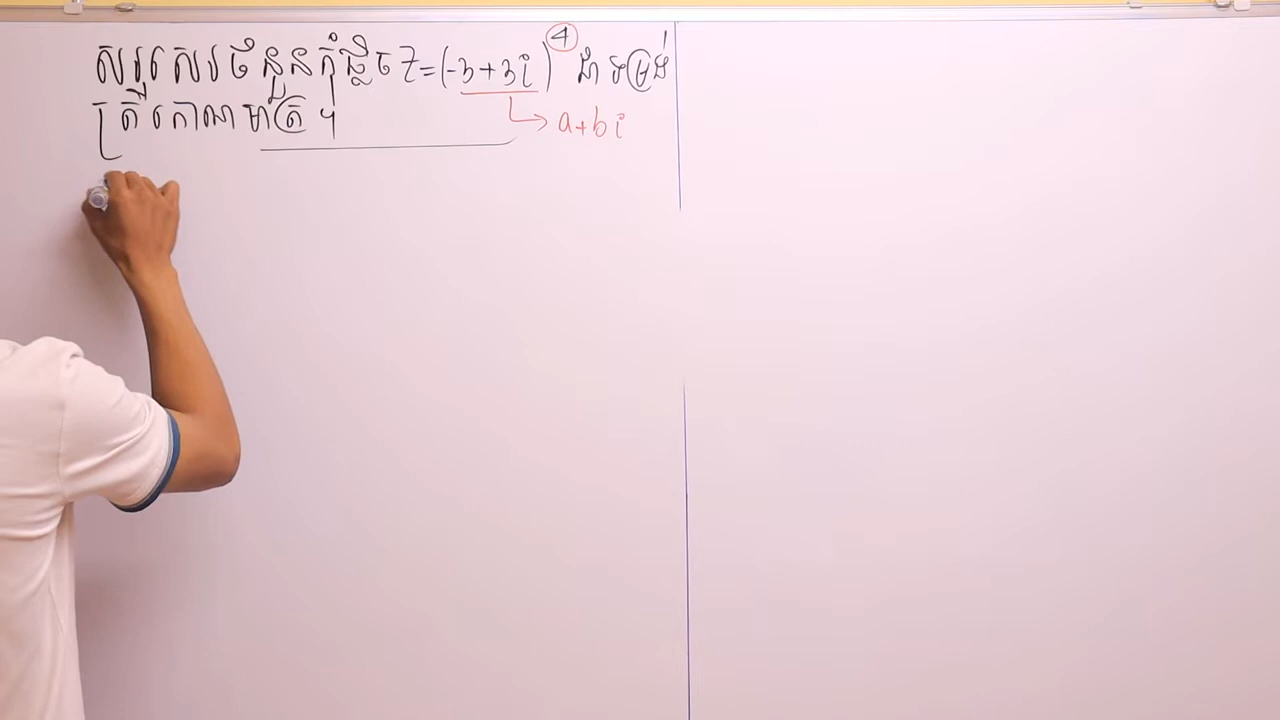 សរសេរចំនួនកុំផ្លិច z=(-3+3i)⁴ ជាទម្រង់
ត្រីកោណមាត្រ។
a+bi